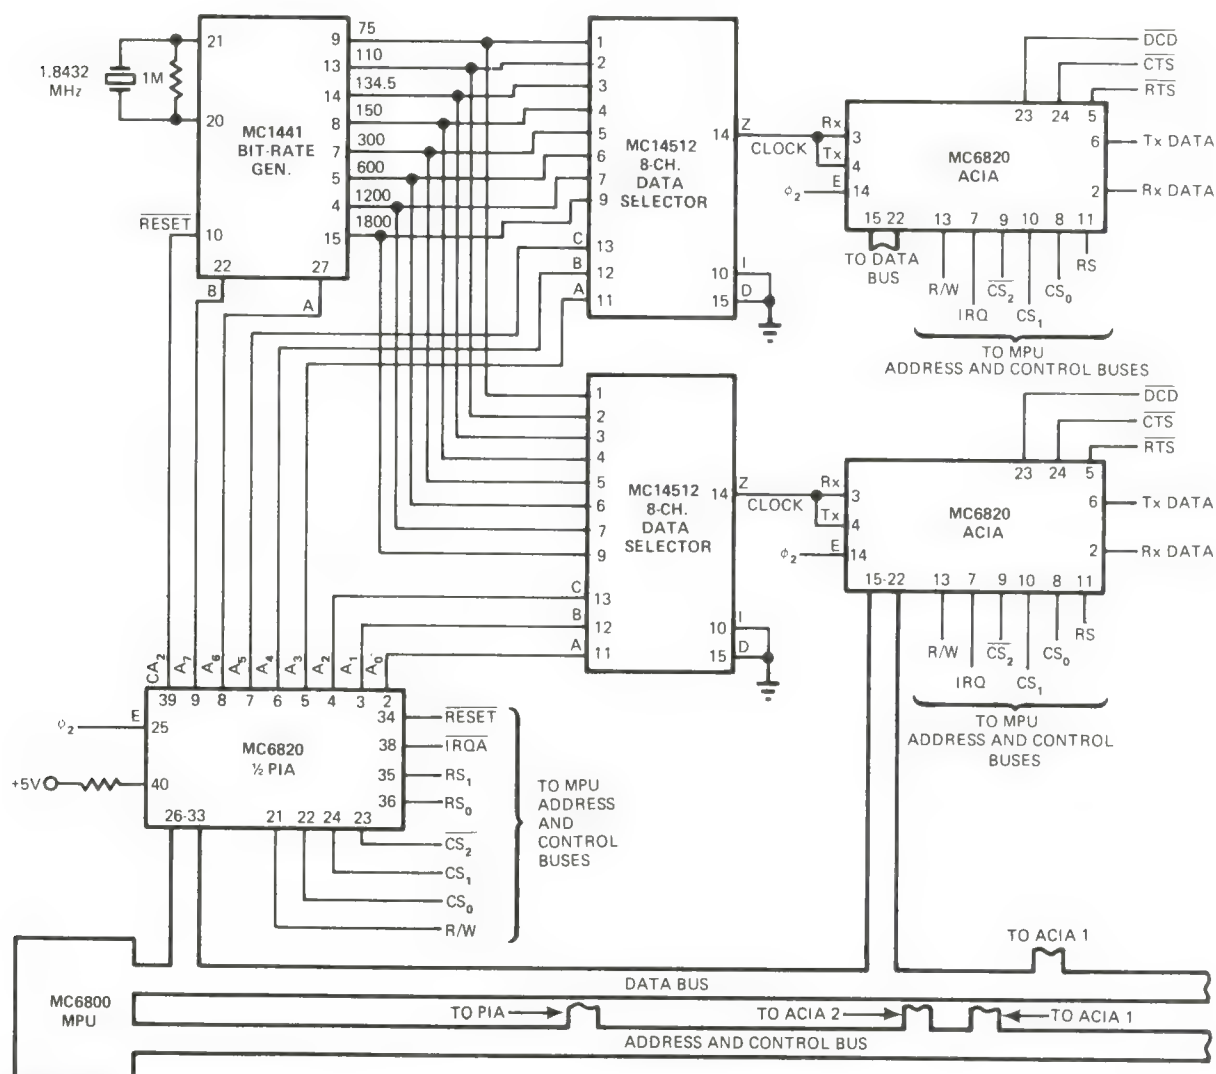 1.8432
MHz
1M
21
20
MC1441
BIT-RATE
GEN.
RESET
10
22
27
B
A
9
13
14
8
7
5
4
15
75
110
134.5
150
300
600
1200
1800
1
2
3
4
5
6
7
9
C
13
B
12
A
11
MC14512
8-CH.
DATA
SELECTOR
14
Z
CLOCK
10
I
15
D
Rx
3
Tx
4
E
ϕ2
14
MC6820
ACIA
23
24
5
DCD
CTS
RTS
6
Tx DATA
2
Rx DATA
15
22
13
7
9
10
8
11
TO DATA
BUS
R/W
IRQ
CS2
CS1
CS0
RS
TO MPU
ADDRESS AND CONTROL BUSES
1
2
3
4
5
6
7
9
C
13
B
12
A
11
MC14512
8-CH.
DATA
SELECTOR
14
Z
CLOCK
10
I
15
D
Rx
3
Tx
4
E
ϕ2
14
MC6820
ACIA
23
24
5
DCD
CTS
RTS
6
Tx DATA
2
Rx DATA
15-22
13
7
9
10
8
11
R/W
IRQ
CS2
CS1
CS0
RS
TO MPU
ADDRESS AND CONTROL
BUSES
CA2
A7
A6
A5
A4
A3
A2
A1
A0
39
9
8
7
6
5
4
3
2
ϕ2
E
25
+5V
40
MC6820
½ PIA
34
RESET
38
IRQA
35
RS1
36
RS0
26-33
21
22
24
23
CS2
CS1
CS0
R/W
TO MPU
ADDRESS
AND
CONTROL
BUSES
MC6800
MPU
TO ACIA 1
DATA BUS
TO PIA
TO ACIA 2
TO ACIA 1
ADDRESS AND CONTROL BUS